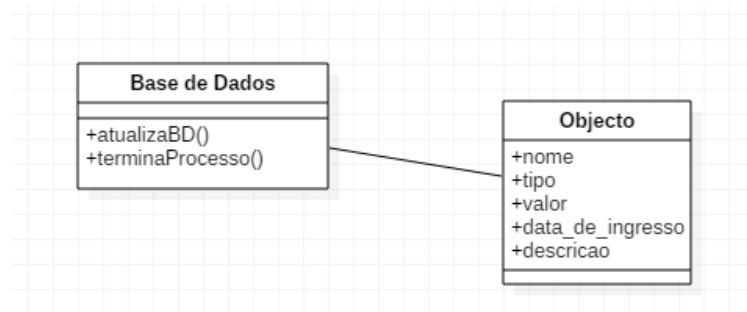 Base de Dados
+atualizaBD()
+terminaProcesso()
Objecto
+nome
+tipo
+valor
+data_de_ingresso
+descricao